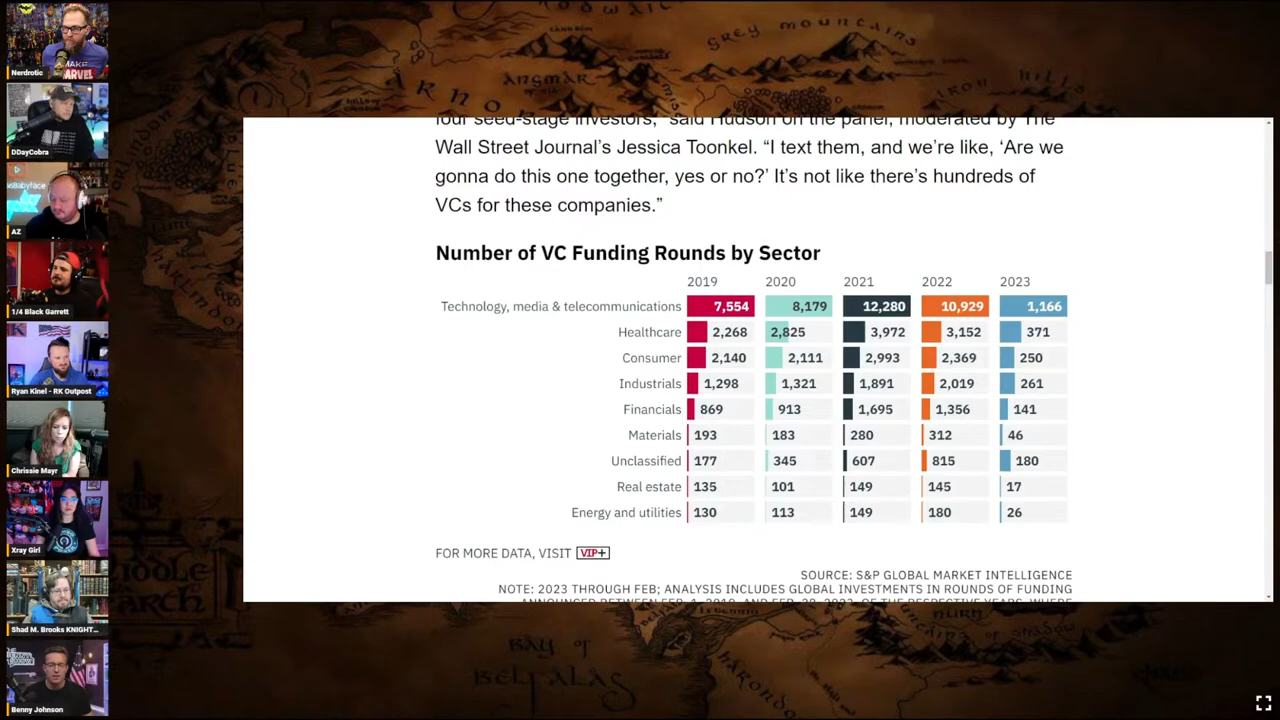 Nerdrotic
DDayCobra
AZ
1/4 Black Garrett
Ryan Kinel - RK Outpost
Chrissie Mayr
Xray Girl
Shad M. Brooks KNIGHT...
Benny Johnson
GREY MOUNTAINS
ANGMAR
four seed-stage investors," said Hudson on the panel, moderated by The
Wall Street Journal's Jessica Toonkel. “I text them, and we're like, ‘Are we
gonna do this one together, yes or no?’ It's not like there's hundreds of
VCs for these companies.”
Number of VC Funding Rounds by Sector
2019 2020 2021 2022 2023
Technology, media & telecommunications 7,554 8,179 12,280 10,929 1,166
Healthcare 2,268 2,825 3,972 3,152 371
Consumer 2,140 2,111 2,993 2,369 250
Industrials 1,298 1,321 1,891 2,019 261
Financials 869 913 1,695 1,356 141
Materials 193 183 280 312 46
Unclassified 177 345 607 815 180
Real estate 135 101 149 145 17
Energy and utilities 130 113 149 180 26
FOR MORE DATA, VISIT VIP+
SOURCE: S&P GLOBAL MARKET INTELLIGENCE
NOTE: 2023 THROUGH FEB; ANALYSIS INCLUDES GLOBAL INVESTMENTS IN ROUNDS OF FUNDING
BAY OF
BELFALAS